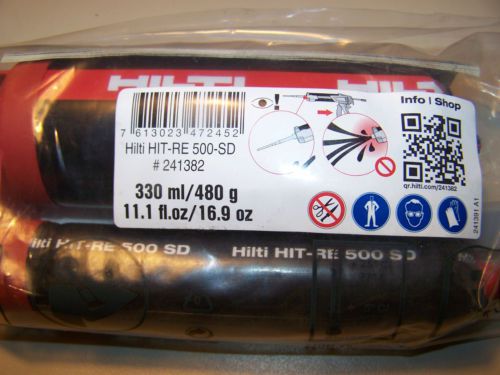 HILTI HILTI
Info | Shop
7 613023 472452
Hilti HIT-RE 500-SD
# 241382
330 ml/480 g
11.1 fl.oz/16.9 oz
qr.hilti.com/241382
241391 A1
Hilti HIT-RE 500 SD Hilti HIT-RE 500 SD